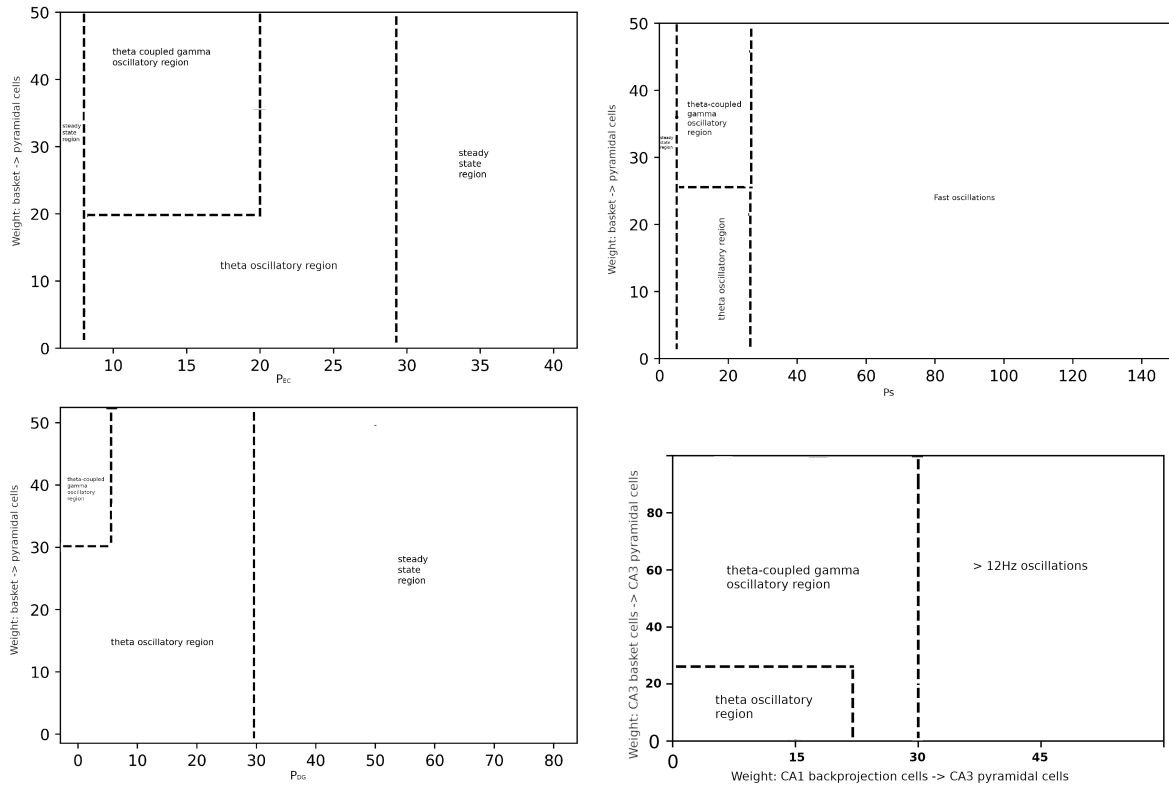 50
40
30
20
10
0
Weight: basket -> pyramidal cells
theta coupled gamma
oscillatory region
steady
state
region
steady
state
region
theta oscillatory region
10
15
20
25
30
35
40
P_EC
50
40
30
20
10
0
Weight: basket -> pyramidal cells
theta-coupled
gamma
oscillatory
region
steady
state
region
Fast oscillations
theta oscillatory region
0
20
40
60
80
100
120
140
Ps
50
40
30
20
10
0
Weight: basket -> pyramidal cells
theta-coupled
gamma
oscillatory
region
steady
state
region
theta oscillatory region
0
10
20
30
40
50
60
70
80
P_DG
80
60
40
20
0
Weight: CA3 basket cells -> CA3 pyramidal cells
theta-coupled gamma
oscillatory region
> 12Hz oscillations
theta oscillatory
region
0
15
30
45
Weight: CA1 backprojection cells -> CA3 pyramidal cells